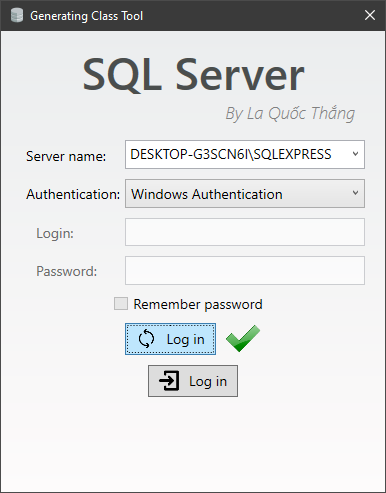 Generating Class Tool
SQL Server
By La Quốc Thắng
Server name: DESKTOP-G3SCN6I\SQLEXPRESS
Authentication: Windows Authentication
Login:
Password:
Remember password
Log in
Log in